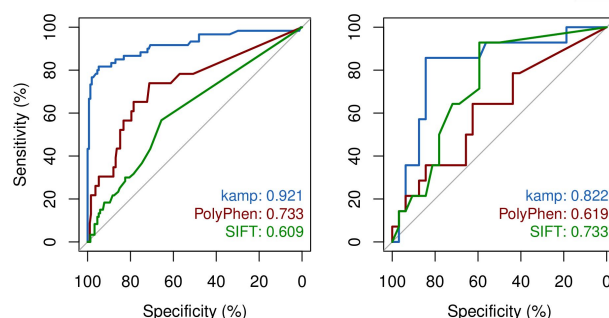 100
80
60
40
20
0
Sensitivity (%)
kamp: 0.921
PolyPhen: 0.733
SIFT: 0.609
100 80 60 40 20 0
Specificity (%)
100
80
60
40
20
0
kamp: 0.822
PolyPhen: 0.619
SIFT: 0.733
100 80 60 40 20 0
Specificity (%)